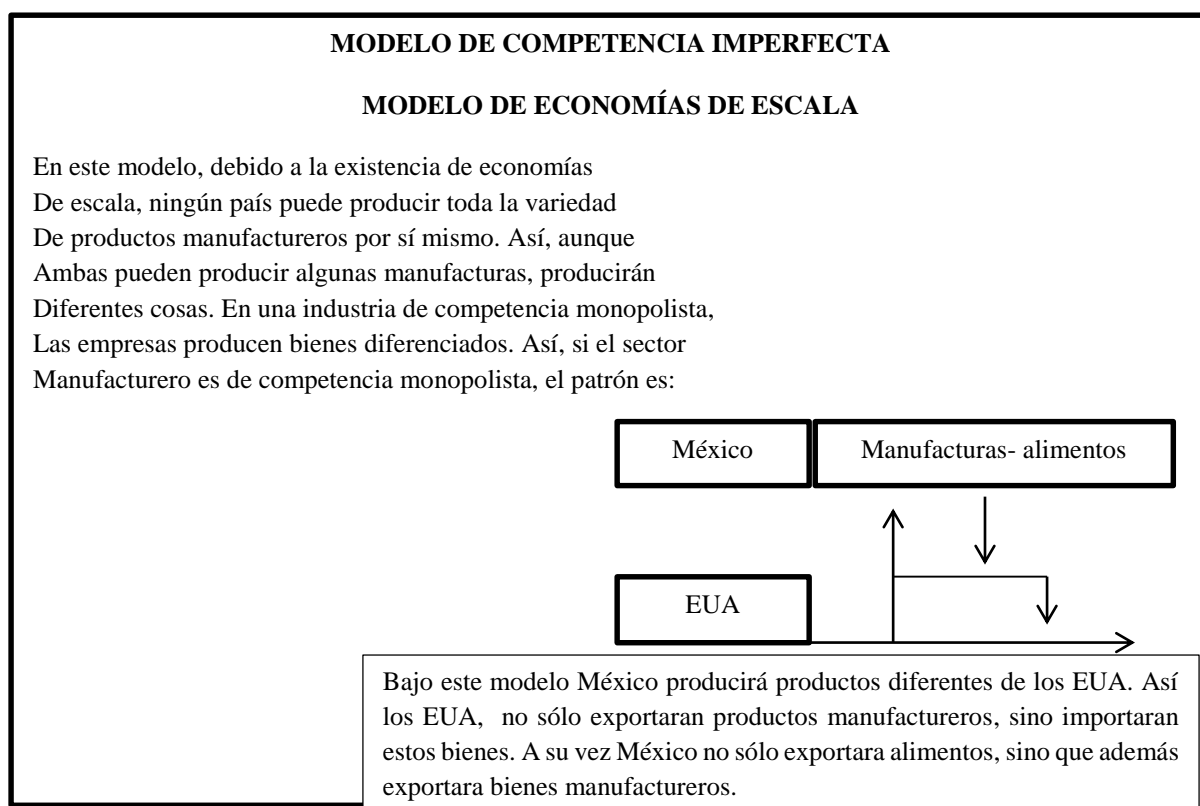 MODELO DE COMPETENCIA IMPERFECTA
MODELO DE ECONOMÍAS DE ESCALA
En este modelo, debido a la existencia de economías
De escala, ningún país puede producir toda la variedad
De productos manufactureros por sí mismo. Así, aunque
Ambas pueden producir algunas manufacturas, producirán
Diferentes cosas. En una industria de competencia monopolista,
Las empresas producen bienes diferenciados. Así, si el sector
Manufacturero es de competencia monopolista, el patrón es:
México
Manufacturas- alimentos
EUA
Bajo este modelo México producirá productos diferentes de los EUA. Así
los EUA, no sólo exportaran productos manufactureros, sino importaran
estos bienes. A su vez México no sólo exportara alimentos, sino que además
exportara bienes manufactureros.